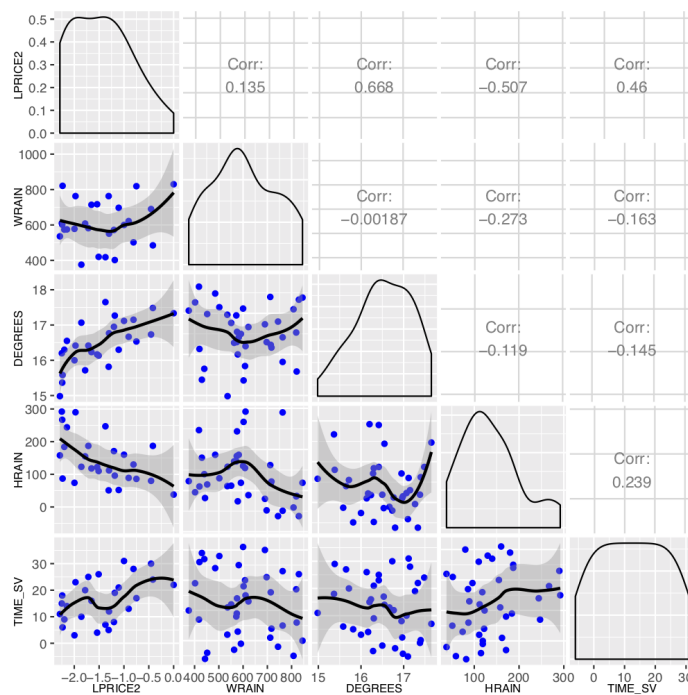 LPRICE2
0.5
0.4
0.3
0.2
0.1
0.0
Corr:
0.135
Corr:
0.668
Corr:
−0.507
Corr:
0.46
WRAIN
1000
800
600
400
Corr:
−0.00187
Corr:
−0.273
Corr:
−0.163
DEGREES
18
17
16
15
Corr:
−0.119
Corr:
−0.145
HRAIN
300
200
100
0
Corr:
0.239
TIME_SV
30
20
10
0
−2.0 −1.5 −1.0 −0.5 0.0 400 500 600 700 800 15 16 17 100 200 300 0 10 20 30
LPRICE2 WRAIN DEGREES HRAIN TIME_SV